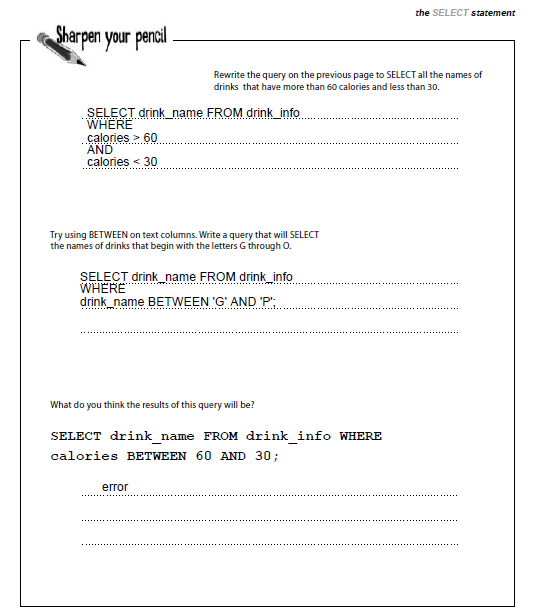 the SELECT statement
Sharpen your pencil
Rewrite the query on the previous page to SELECT all the names of
drinks that have more than 60 calories and less than 30.
SELECT drink_name FROM drink_info
WHERE
calories > 60
AND
calories < 30
Try using BETWEEN on text columns. Write a query that will SELECT
the names of drinks that begin with the letters G through O.
SELECT drink_name FROM drink_info
WHERE
drink_name BETWEEN 'G' AND 'P';
What do you think the results of this query will be?
SELECT drink_name FROM drink_info WHERE
calories BETWEEN 60 AND 30;
error